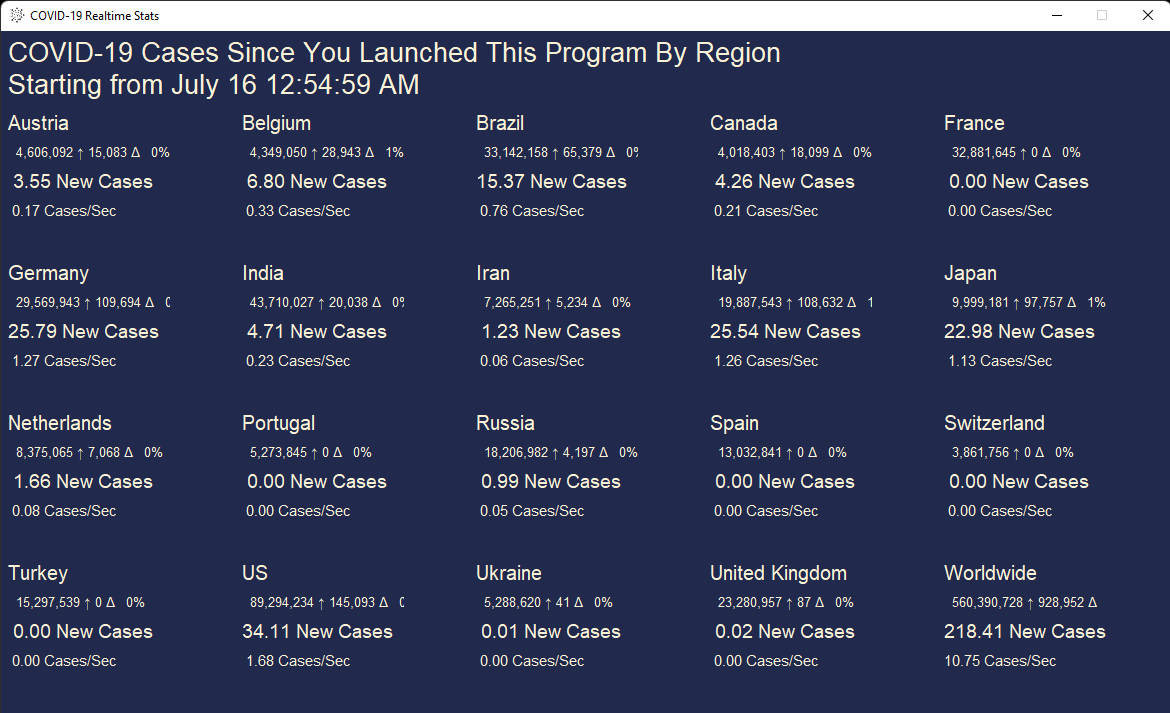 COVID-19 Realtime Stats
COVID-19 Cases Since You Launched This Program By Region
Starting from July 16 12:54:59 AM
Austria
4,606,092 ↑ 15,083 Δ 0%
3.55 New Cases
0.17 Cases/Sec
Belgium
4,349,050 ↑ 28,943 Δ 1%
6.80 New Cases
0.33 Cases/Sec
Brazil
33,142,158 ↑ 65,379 Δ
15.37 New Cases
0.76 Cases/Sec
Canada
4,018,403 ↑ 18,099 Δ 0%
4.26 New Cases
0.21 Cases/Sec
France
32,881,645 ↑ 0 Δ 0%
0.00 New Cases
0.00 Cases/Sec
Germany
29,569,943 ↑ 109,694 Δ
25.79 New Cases
1.27 Cases/Sec
India
43,710,027 ↑ 20,038 Δ
4.71 New Cases
0.23 Cases/Sec
Iran
7,265,251 ↑ 5,234 Δ 0%
1.23 New Cases
0.06 Cases/Sec
Italy
19,887,543 ↑ 108,632 Δ 1
25.54 New Cases
1.26 Cases/Sec
Japan
9,999,181 ↑ 97,757 Δ 1%
22.98 New Cases
1.13 Cases/Sec
Netherlands
8,375,065 ↑ 7,068 Δ 0%
1.66 New Cases
0.08 Cases/Sec
Portugal
5,273,845 ↑ 0 Δ 0%
0.00 New Cases
0.00 Cases/Sec
Russia
18,206,982 ↑ 4,197 Δ 0%
0.99 New Cases
0.05 Cases/Sec
Spain
13,032,841 ↑ 0 Δ 0%
0.00 New Cases
0.00 Cases/Sec
Switzerland
3,861,756 ↑ 0 Δ 0%
0.00 New Cases
0.00 Cases/Sec
Turkey
15,297,539 ↑ 0 Δ 0%
0.00 New Cases
0.00 Cases/Sec
US
89,294,234 ↑ 145,093 Δ
34.11 New Cases
1.68 Cases/Sec
Ukraine
5,288,620 ↑ 41 Δ 0%
0.01 New Cases
0.00 Cases/Sec
United Kingdom
23,280,957 ↑ 87 Δ 0%
0.02 New Cases
0.00 Cases/Sec
Worldwide
560,390,728 ↑ 928,952 Δ
218.41 New Cases
10.75 Cases/Sec